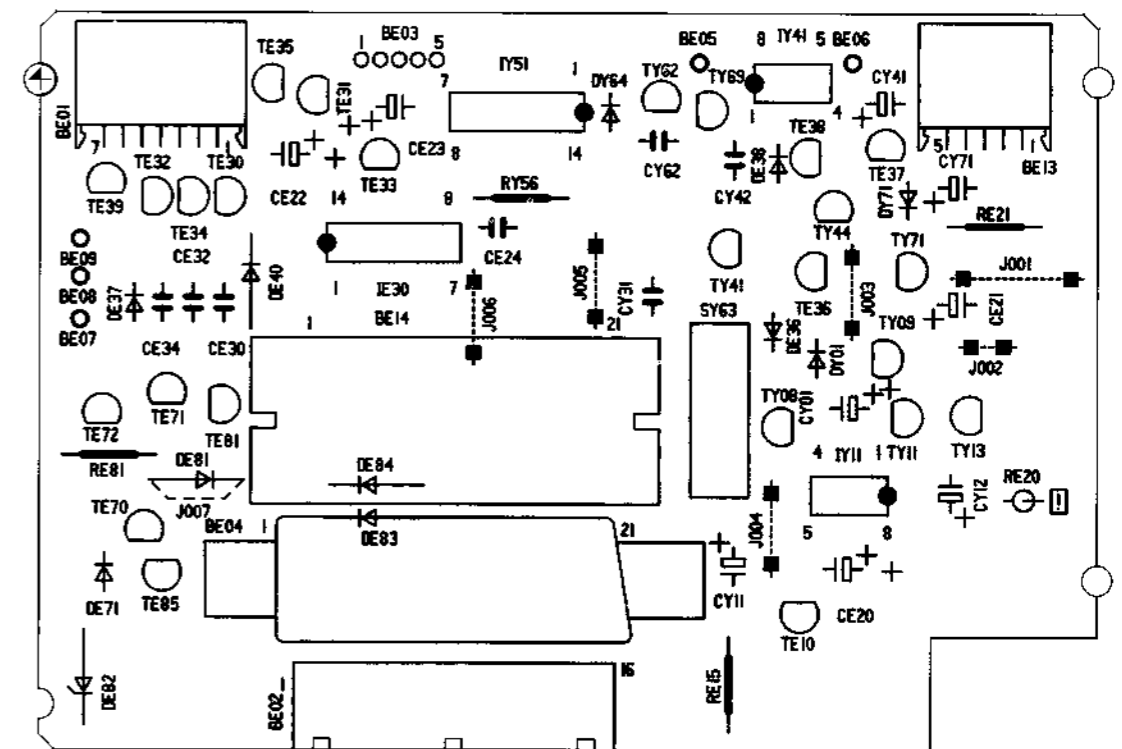 BE03
TE35
1 5
IY51
7 1
BE05
8 IY41 5 BE06
DY64
TY62
TY69
CY41
TE31
BE01
1 4
7 1
TE32 TE30
CE23
8 14
TE38
DE38
TE37
5 1
CY71
BE13
CE22
TE33
CY62
CY42
TE39
14 8
RY56
DY71
RE21
TE34
CE32
TY44
TY71
BE09
CE24
DE40
J005
TY41
J001
BE08
DE37
1 IE30 7
CY31
TE36
J003
CE21
J006
BE07
BE14
1 21
SY63
TY09
DE36
CE34 CE30
DY01
J002
TE71
TY08
CY01
TE72
TE81
4 IY11 1 TY11
TY13
RE81
DE81
DE84
RE20
CY12
J007
TE70
BE04
1 21
DE83
J004
5 8
DE71
TE85
CY11
CE20
TE10
16
RE15
DE82
BE02